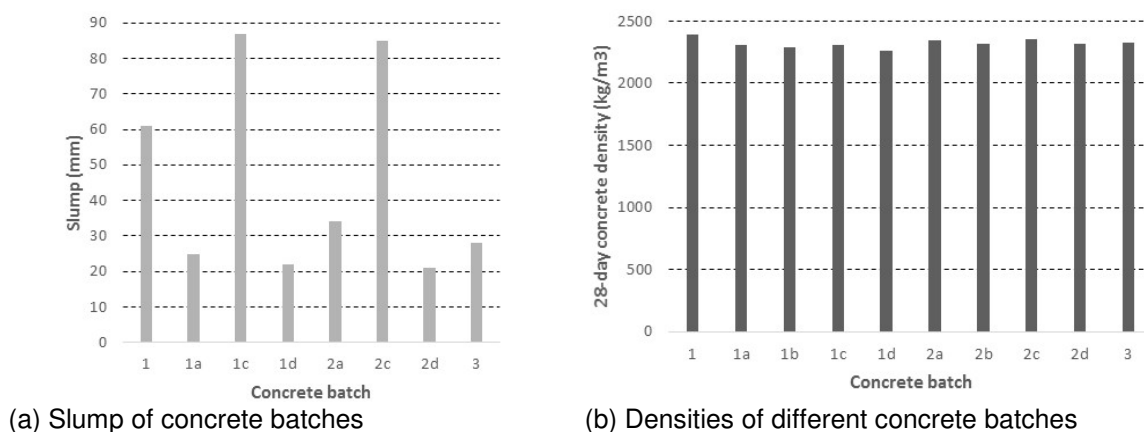 90
80
70
60
50
40
30
20
10
0
Slump (mm)
1 1a 1c 1d 2a 2c 2d 3
Concrete batch
(a) Slump of concrete batches
2500
2000
1500
1000
500
0
28-day concrete density (kg/m3)
1 1a 1b 1c 1d 2a 2b 2c 2d 3
Concrete batch
(b) Densities of different concrete batches